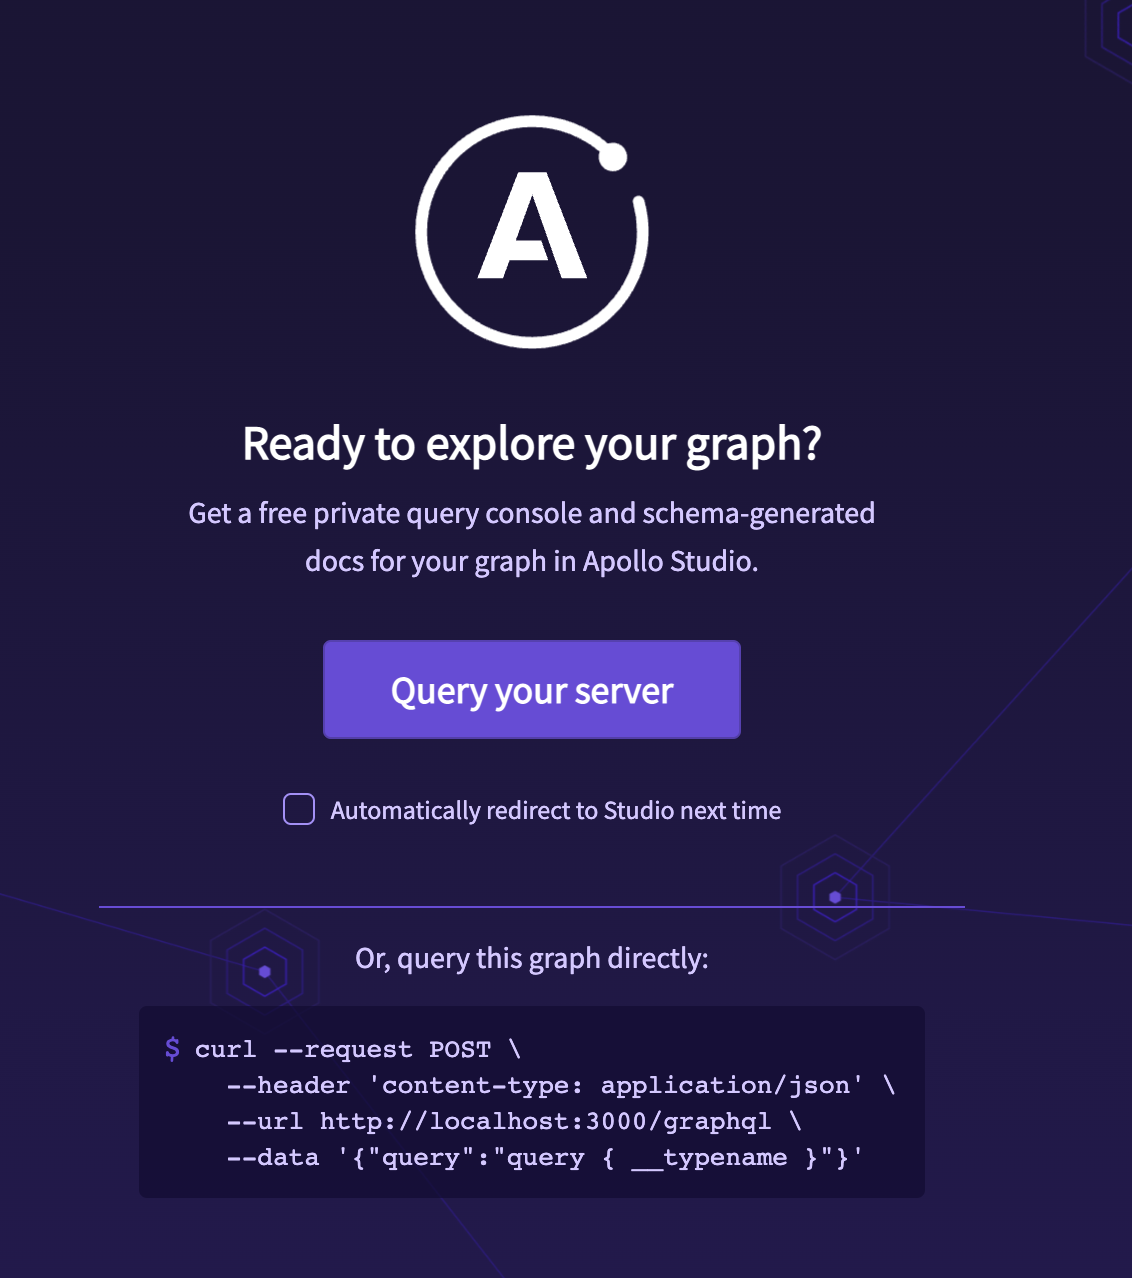 A
Ready to explore your graph?
Get a free private query console and schema-generated
docs for your graph in Apollo Studio.
Query your server
Automatically redirect to Studio next time
Or, query this graph directly:
$ curl --request POST \
--header 'content-type: application/json' \
--url http://localhost:3000/graphql \
--data '{"query":"query { __typename }"}'